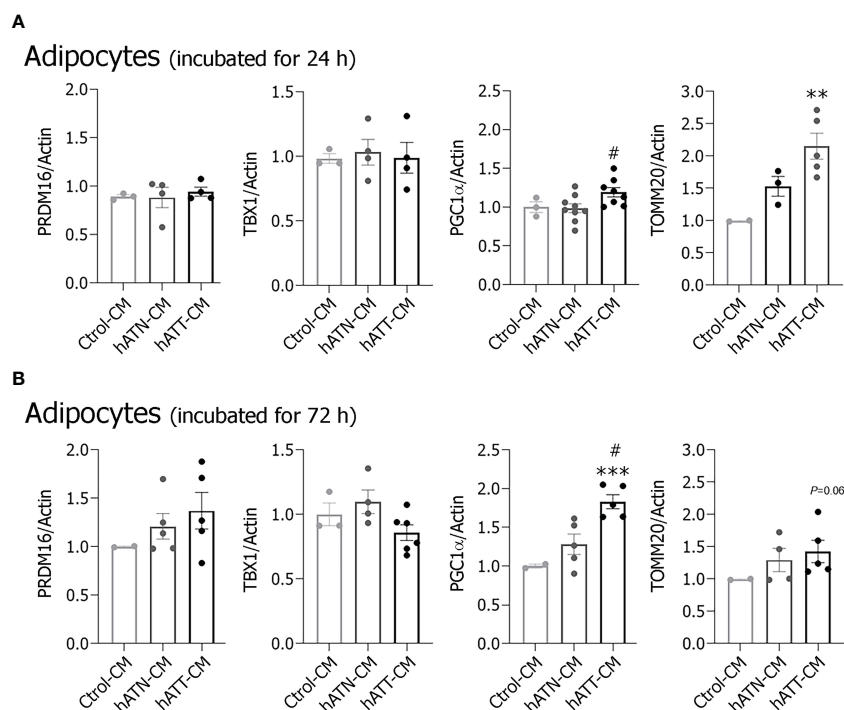 A
Adipocytes (incubated for 24 h)
PRDM16/Actin
2.0
1.5
1.0
0.5
0.0
Ctrol-CM
hATN-CM
hATT-CM
TBX1/Actin
1.5
1.0
0.5
0.0
Ctrol-CM
hATN-CM
hATT-CM
PGC1α/Actin
2.5
2.0
1.5
1.0
0.5
0.0
#
Ctrol-CM
hATN-CM
hATT-CM
TOMM20/Actin
3.0
2.5
2.0
1.5
1.0
0.5
0.0
**
Ctrol-CM
hATN-CM
hATT-CM
B
Adipocytes (incubated for 72 h)
PRDM16/Actin
2.0
1.5
1.0
0.5
0.0
Ctrol-CM
hATN-CM
hATT-CM
TBX1/Actin
1.5
1.0
0.5
0.0
Ctrol-CM
hATN-CM
hATT-CM
PGC1α/Actin
2.5
2.0
1.5
1.0
0.5
0.0
#
***
Ctrol-CM
hATN-CM
hATT-CM
TOMM20/Actin
3.0
2.5
2.0
1.5
1.0
0.5
0.0
P=0.06
Ctrol-CM
hATN-CM
hATT-CM